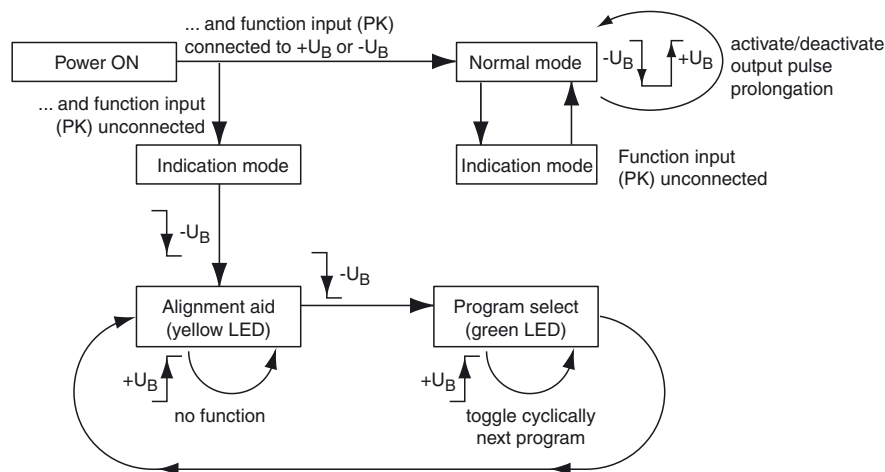 ... and function input (PK)
connected to +UB or -UB
Power ON
Normal mode
-UB
+UB
activate/deactivate
output pulse
prolongation
... and function input
(PK) unconnected
Indication mode
Indication mode
Function input
(PK) unconnected
-UB
-UB
Alignment aid
(yellow LED)
Program select
(green LED)
+UB
no function
+UB
toggle cyclically
next program